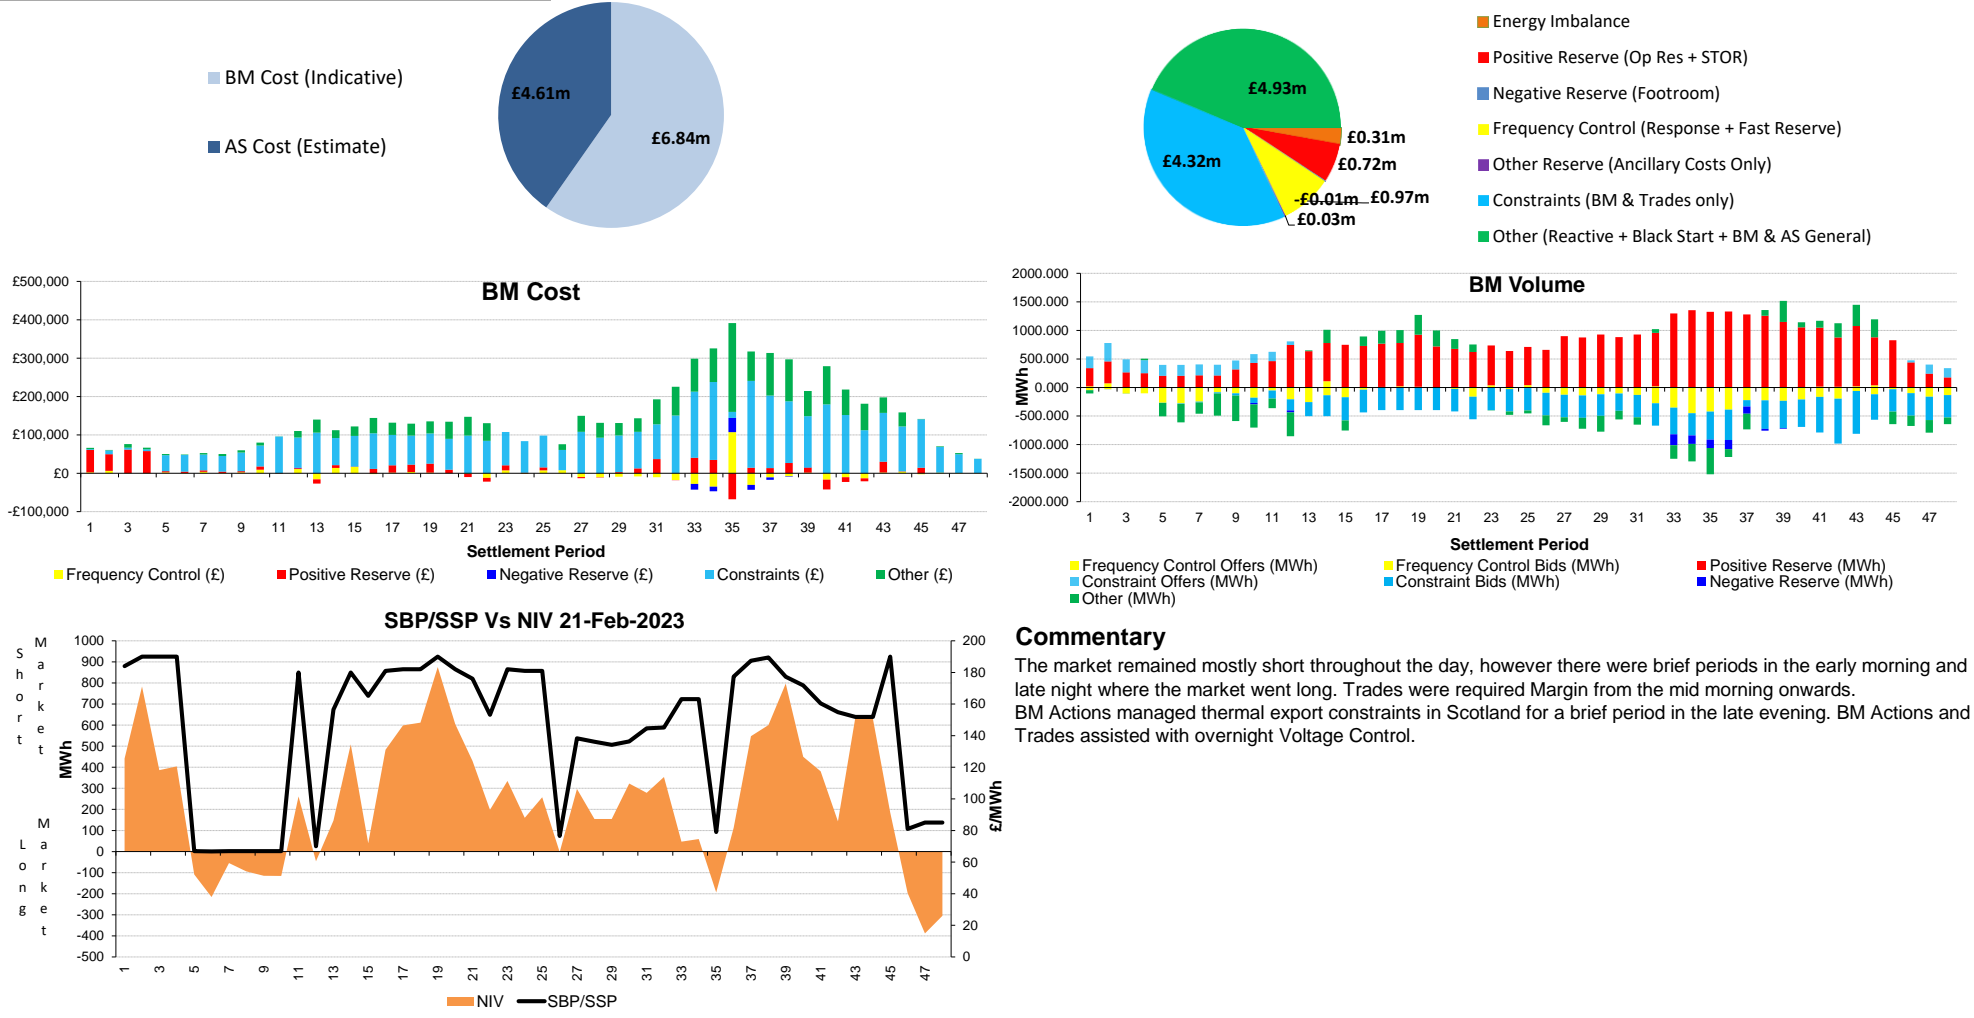 BM Cost (Indicative)
AS Cost (Estimate)
£4.61m
£6.84m
£4.93m
£0.31m
£0.72m
£4.32m
-£0.01m
£0.97m
£0.03m
Energy Imbalance
Positive Reserve (Op Res + STOR)
Negative Reserve (Footroom)
Frequency Control (Response + Fast Reserve)
Other Reserve (Ancillary Costs Only)
Constraints (BM & Trades only)
Other (Reactive + Black Start + BM & AS General)
BM Cost
£500,000
£400,000
£300,000
£200,000
£100,000
£0
-£100,000
1 3 5 7 9 11 13 15 17 19 21 23 25 27 29 31 33 35 37 39 41 43 45 47
Settlement Period
Frequency Control (£) Positive Reserve (£) Negative Reserve (£) Constraints (£) Other (£)
BM Volume
2000.000
1500.000
1000.000
500.000
0.000
-500.000
-1000.000
-1500.000
-2000.000
MWh
1 3 5 7 9 11 13 15 17 19 21 23 25 27 29 31 33 35 37 39 41 43 45 47
Settlement Period
Frequency Control Offers (MWh) Frequency Control Bids (MWh) Positive Reserve (MWh)
Constraint Offers (MWh) Constraint Bids (MWh) Negative Reserve (MWh)
Other (MWh)
SBP/SSP Vs NIV 21-Feb-2023
Short Market
Long Market
MWh
1000
900
800
700
600
500
400
300
200
100
0
-100
-200
-300
-400
-500
200
180
160
140
120
100
80
60
40
20
0
£/MWh
1 3 5 7 9 11 13 15 17 19 21 23 25 27 29 31 33 35 37 39 41 43 45 47
NIV SBP/SSP
Commentary
The market remained mostly short throughout the day, however there were brief periods in the early morning and
late night where the market went long. Trades were required Margin from the mid morning onwards.
BM Actions managed thermal export constraints in Scotland for a brief period in the late evening. BM Actions and
Trades assisted with overnight Voltage Control.